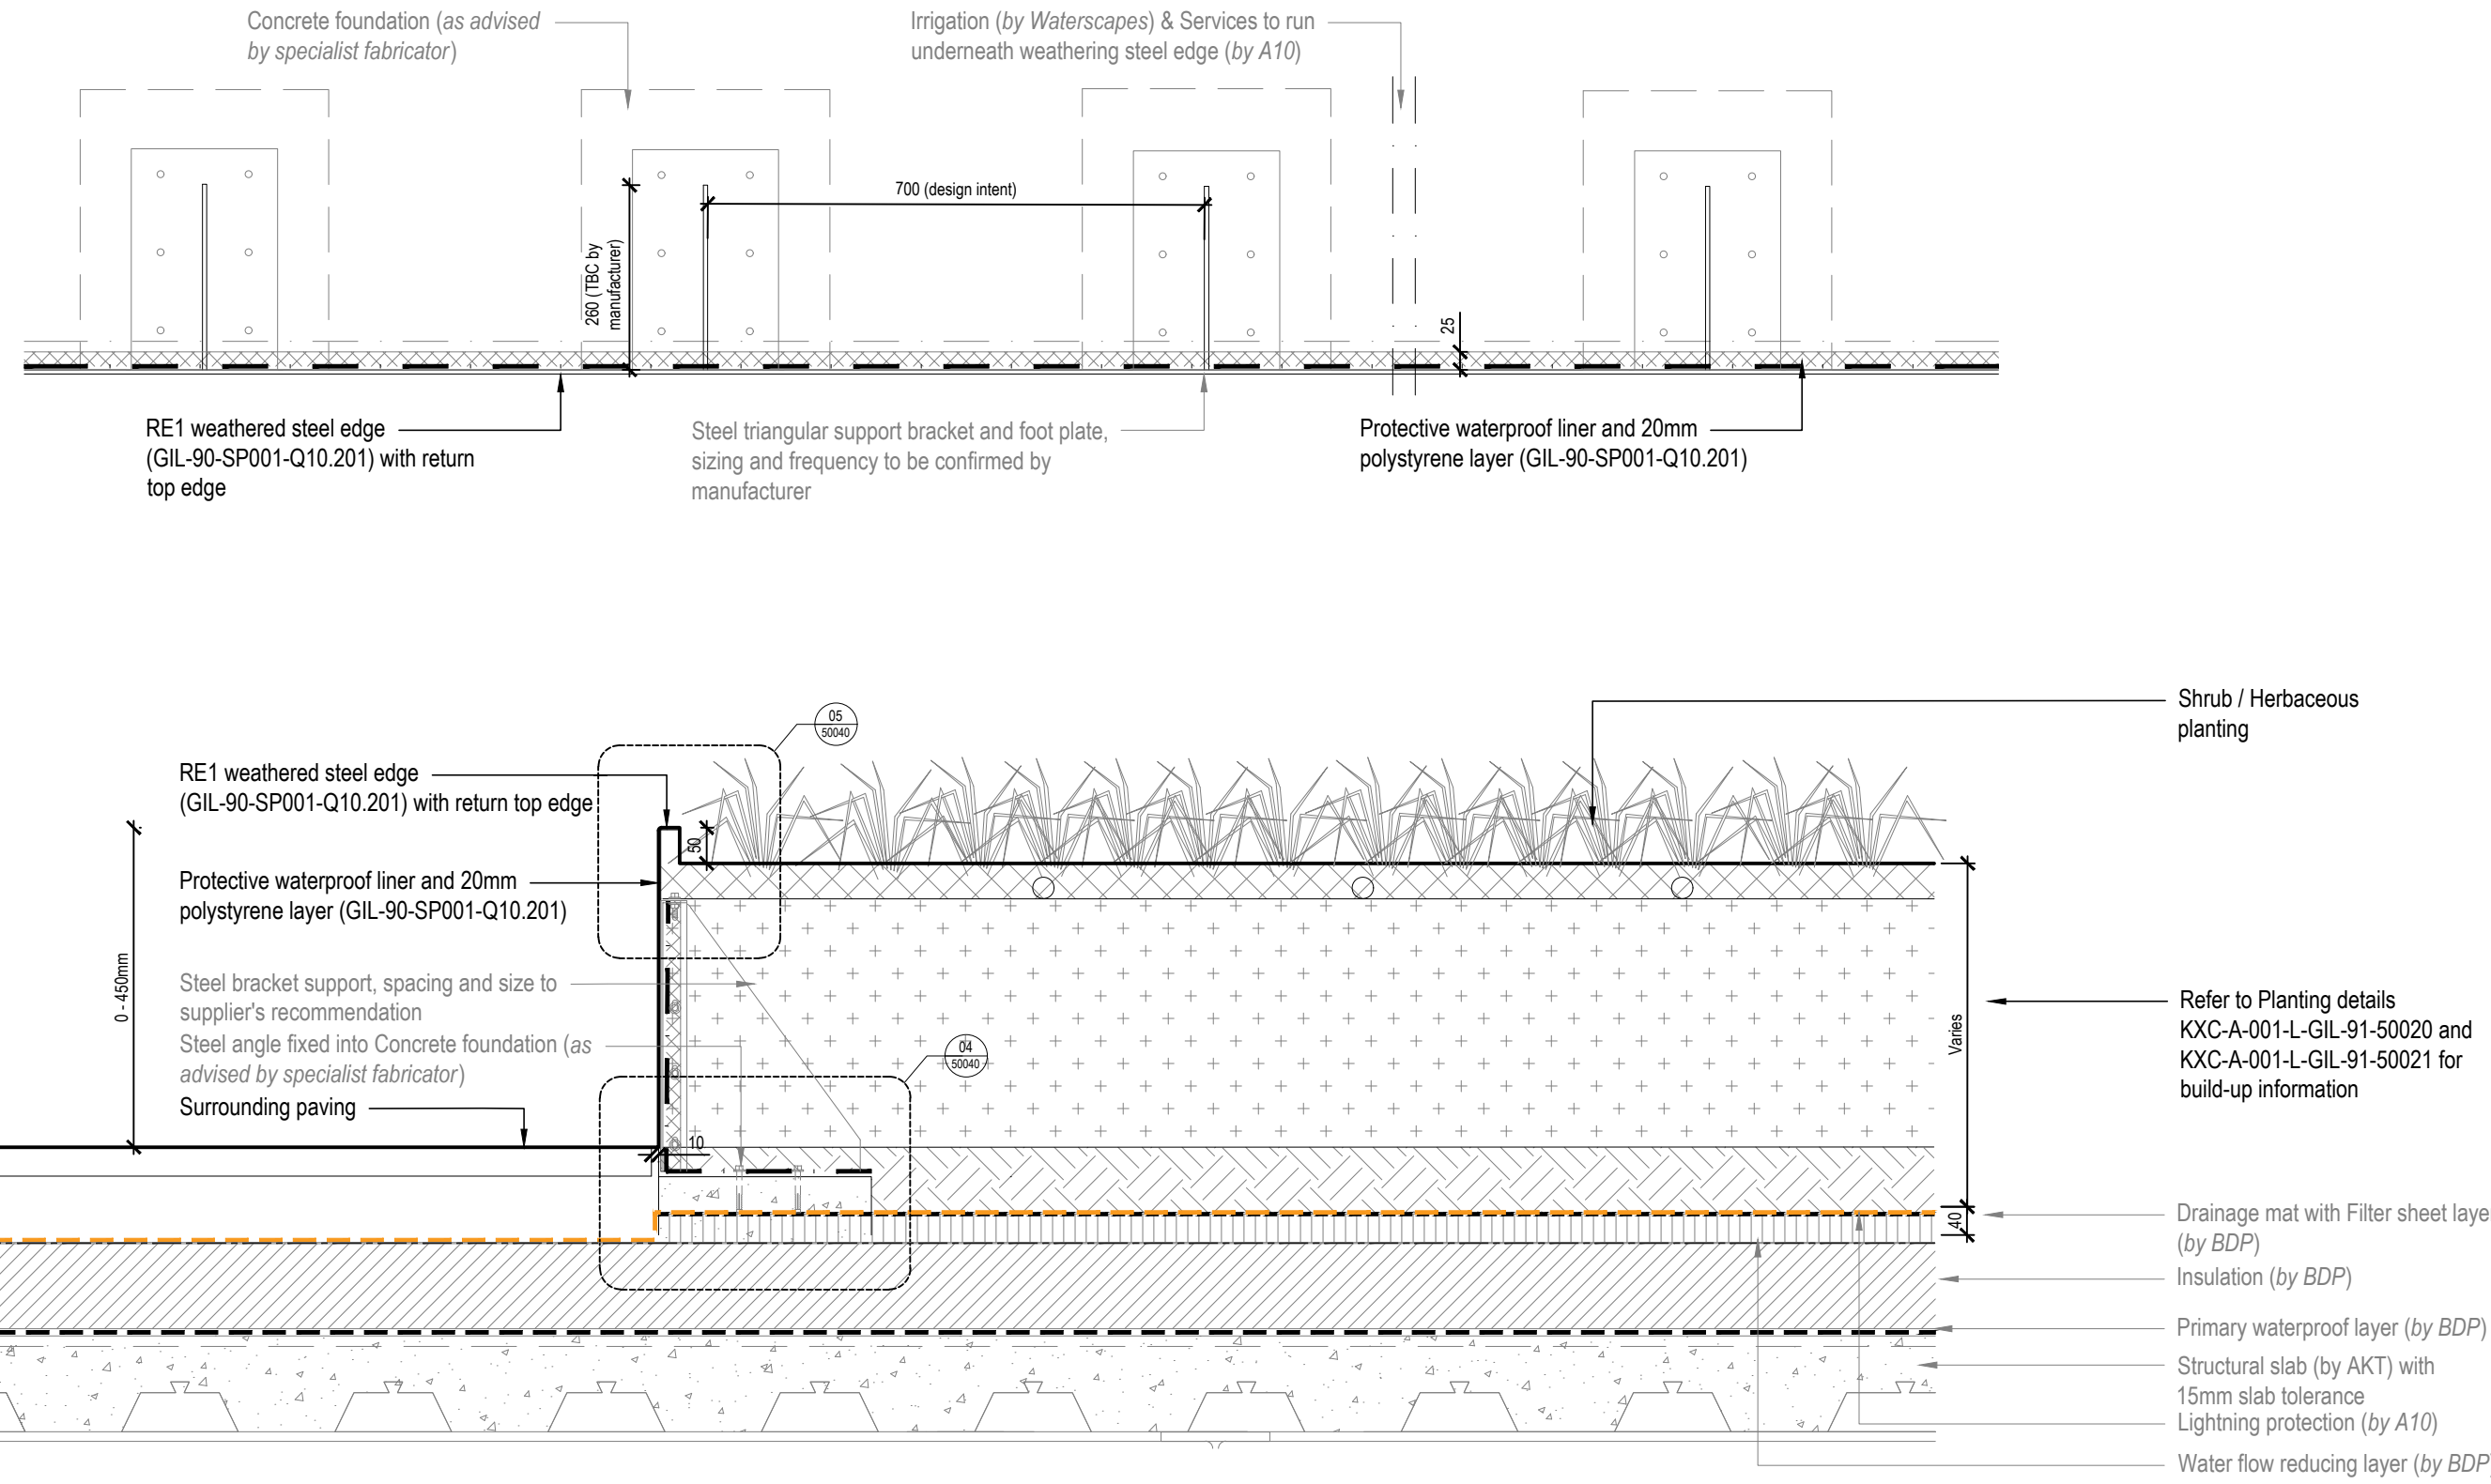 Concrete foundation (as advised
by specialist fabricator)
Irrigation (by Waterscapes) & Services to run
underneath weathering steel edge (by A10)
700 (design intent)
260 (TBC by
manufacturer)
25
RE1 weathered steel edge
(GIL-90-SP001-Q10.201) with return
top edge
Steel triangular support bracket and foot plate,
sizing and frequency to be confirmed by
manufacturer
Protective waterproof liner and 20mm
polystyrene layer (GIL-90-SP001-Q10.201)
05
50040
Shrub / Herbaceous
planting
RE1 weathered steel edge
(GIL-90-SP001-Q10.201) with return top edge
50
Protective waterproof liner and 20mm
polystyrene layer (GIL-90-SP001-Q10.201)
0 - 450mm
Steel bracket support, spacing and size to
supplier's recommendation
Steel angle fixed into Concrete foundation (as
advised by specialist fabricator)
Surrounding paving
04
50040
10
Varies
Refer to Planting details
KXC-A-001-L-GIL-91-50020 and
KXC-A-001-L-GIL-91-50021 for
build-up information
40
Drainage mat with Filter sheet laye
(by BDP)
Insulation (by BDP)
Primary waterproof layer (by BDP)
Structural slab (by AKT) with
15mm slab tolerance
Lightning protection (by A10)
Water flow reducing layer (by BDP